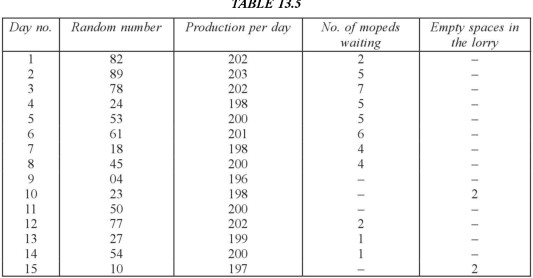 TABLE 13.5
Day no. Random number Production per day No. of mopeds Empty spaces in
waiting the lorry
1 82 202 2 –
2 89 203 5 –
3 78 202 7 –
4 24 198 5 –
5 53 200 5 –
6 61 201 6 –
7 18 198 4 –
8 45 200 4 –
9 04 196 – –
10 23 198 – 2
11 50 200 – –
12 77 202 2 –
13 27 199 1 –
14 54 200 1 –
15 10 197 – 2